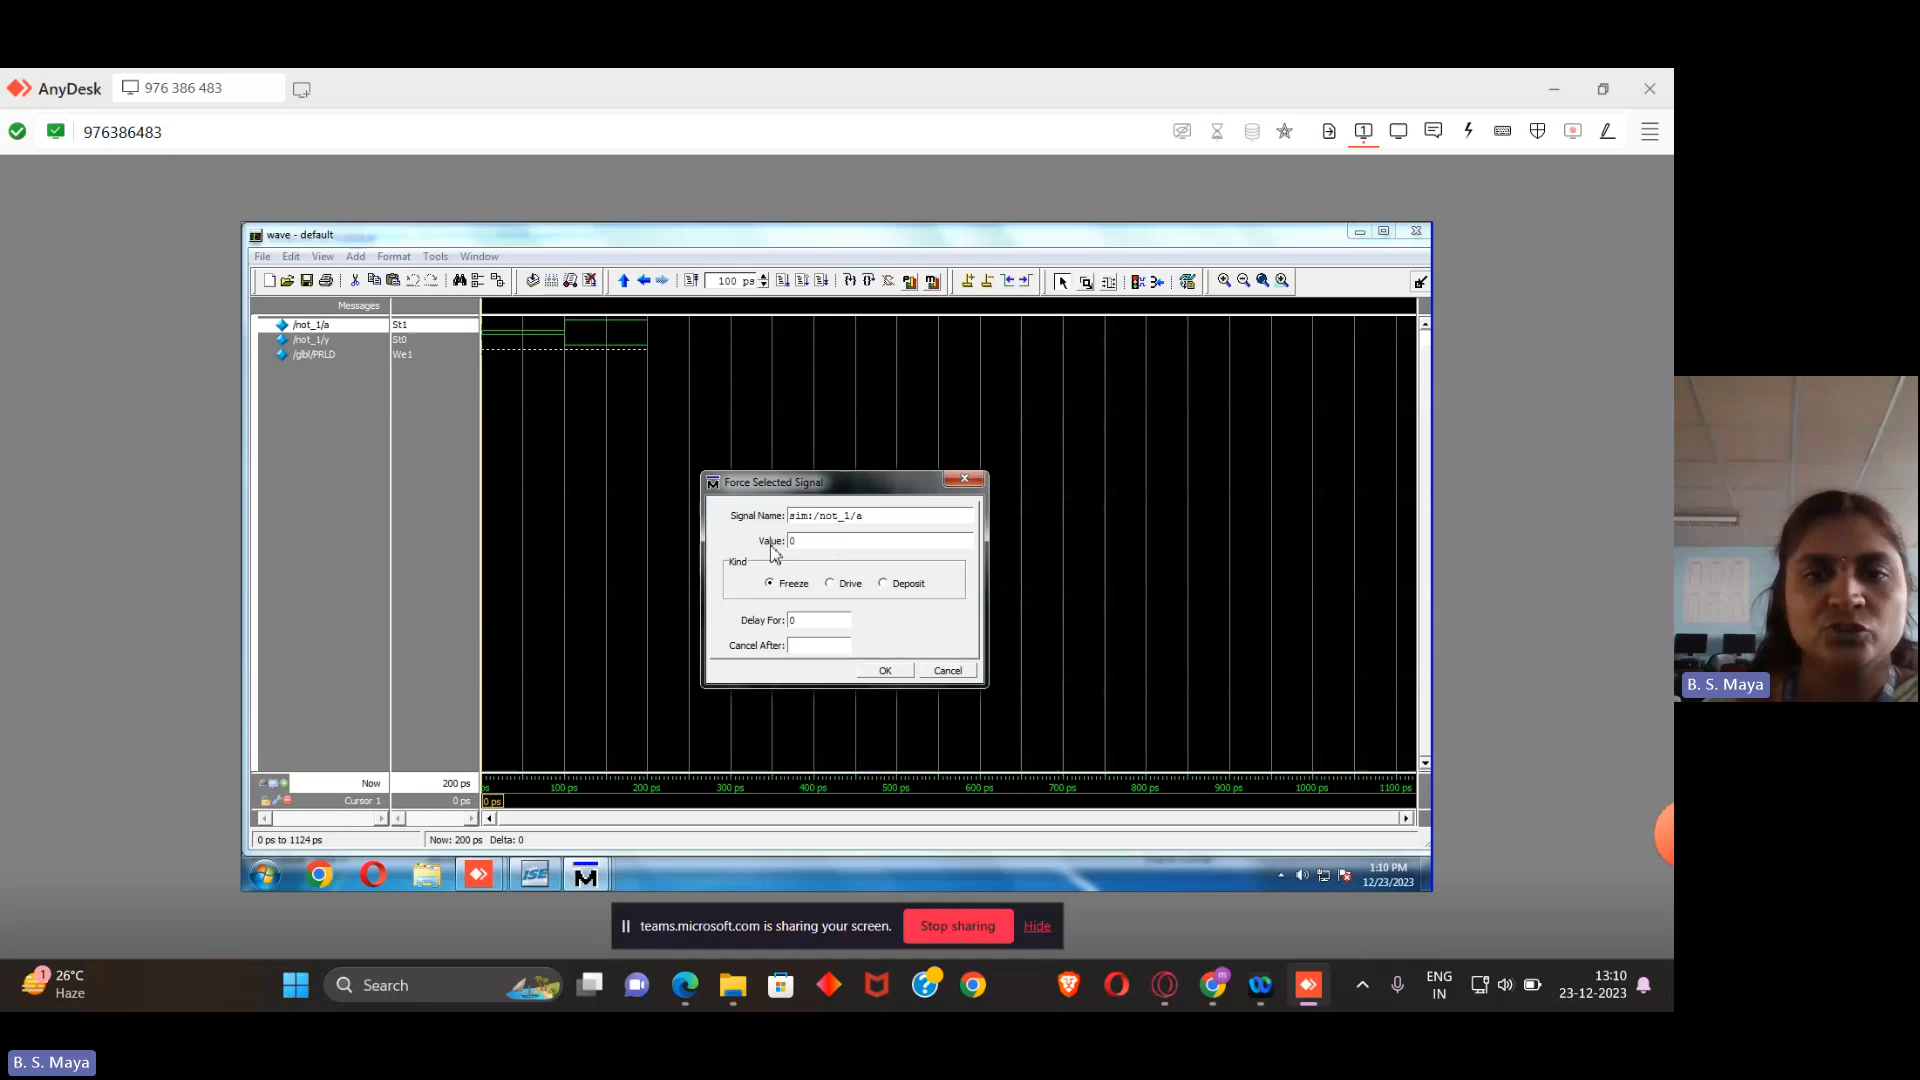 AnyDesk
976 386 483
976386483
1
wave - default
File Edit View Add Format Tools Window
100 ps
Messages
/not_1/a St1
/not_1/y St0
/glbl/PRLD We1
Force Selected Signal
Signal Name: sim:/not_1/a
Value: 0
Kind
Freeze Drive Deposit
Delay For: 0
Cancel After:
OK Cancel
Now 200 ps
100 ps 200 ps 300 ps 400 ps 500 ps 600 ps 700 ps 800 ps 900 ps 1000 ps 1100 ps
Cursor 1 0 ps 0 ps
0 ps to 1124 ps Now: 200 ps Delta: 0
ISE
M
1:10 PM
12/23/2023
teams.microsoft.com is sharing your screen. Stop sharing Hide
1
26°C
Haze
Search
ENG
IN
13:10
23-12-2023
B. S. Maya
B. S. Maya